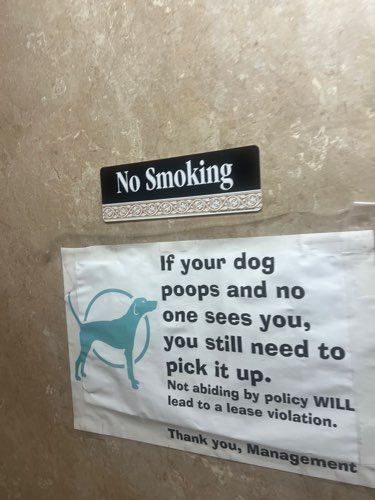 No Smoking
If your dog
poops and no
one sees you,
you still need to
pick it up.
Not abiding by policy WILL
lead to a lease violation.
Thank you, Management